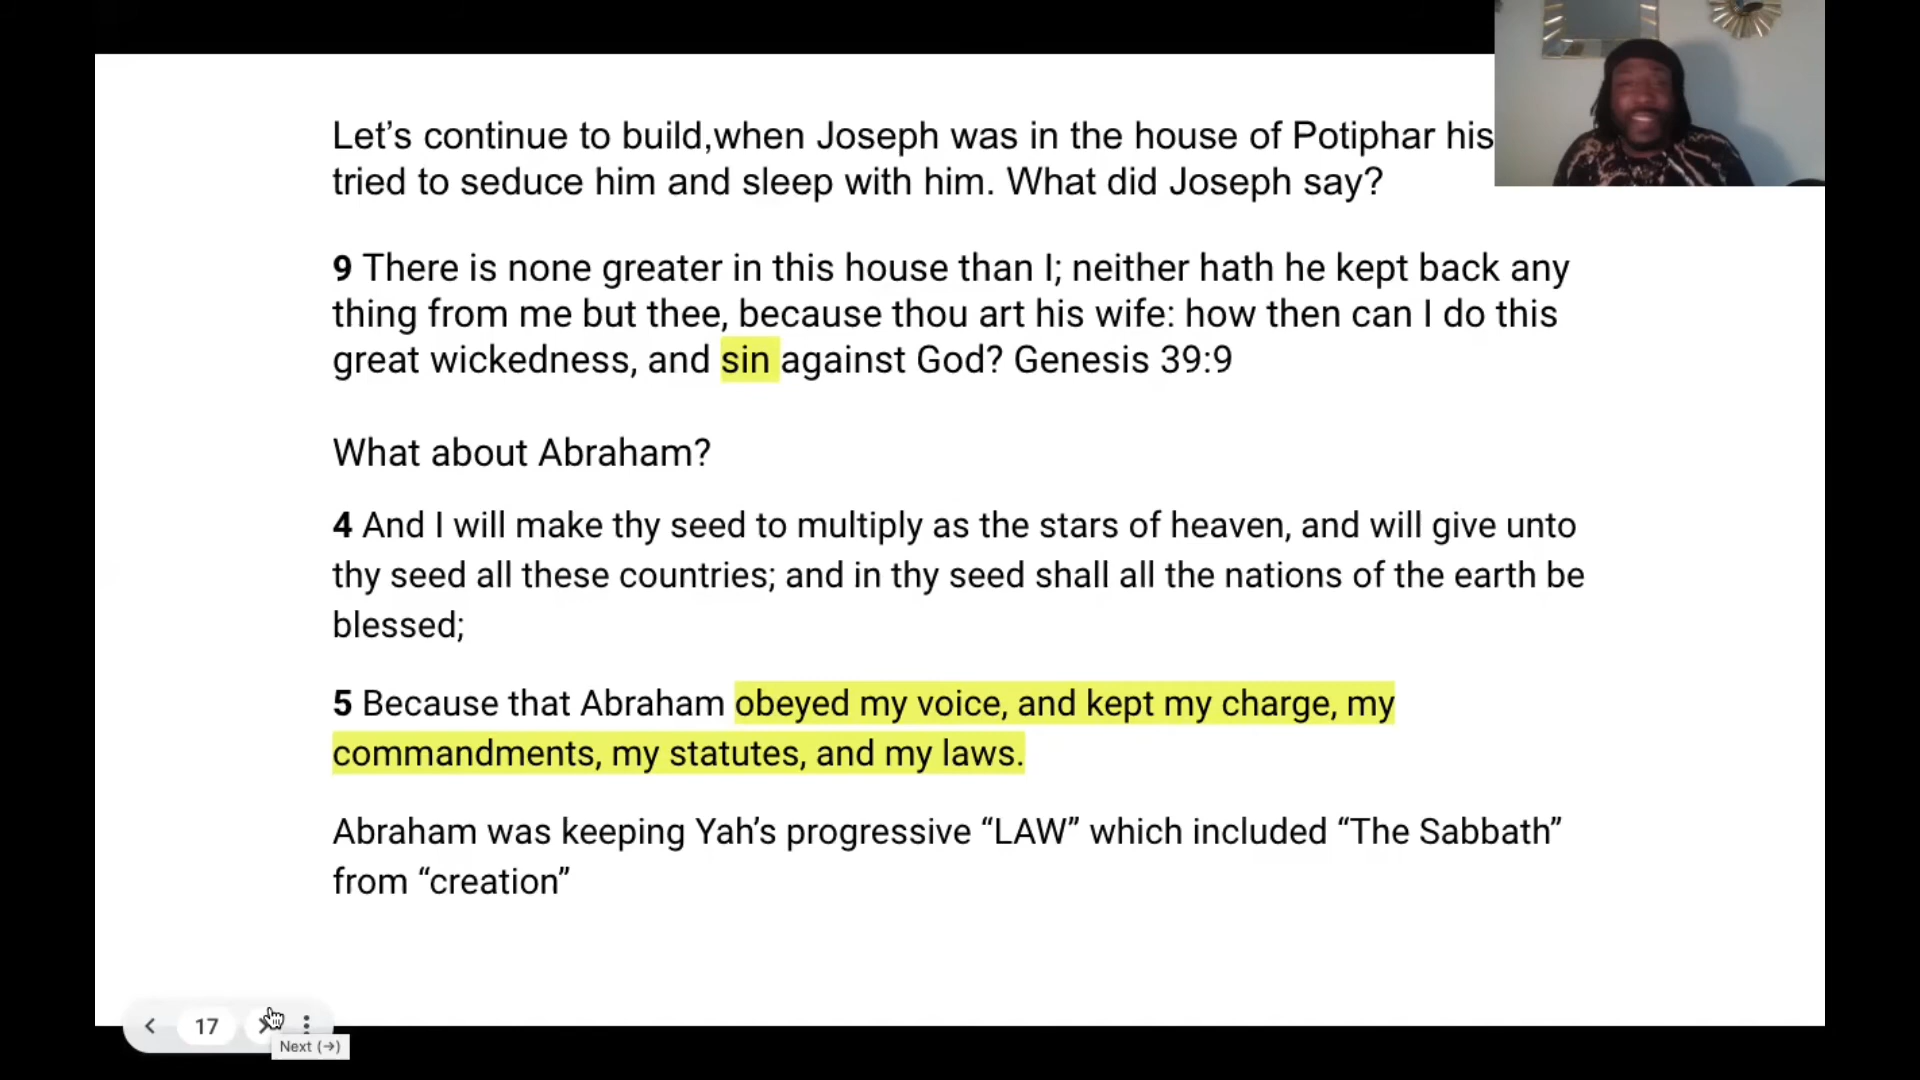 Let’s continue to build,when Joseph was in the house of Potiphar his
tried to seduce him and sleep with him. What did Joseph say?
9 There is none greater in this house than I; neither hath he kept back any
thing from me but thee, because thou art his wife: how then can I do this
great wickedness, and sin against God? Genesis 39:9
What about Abraham?
4 And I will make thy seed to multiply as the stars of heaven, and will give unto
thy seed all these countries; and in thy seed shall all the nations of the earth be
blessed;
5 Because that Abraham obeyed my voice, and kept my charge, my
commandments, my statutes, and my laws.
Abraham was keeping Yah’s progressive “LAW” which included “The Sabbath”
from “creation”
17
Next (→)